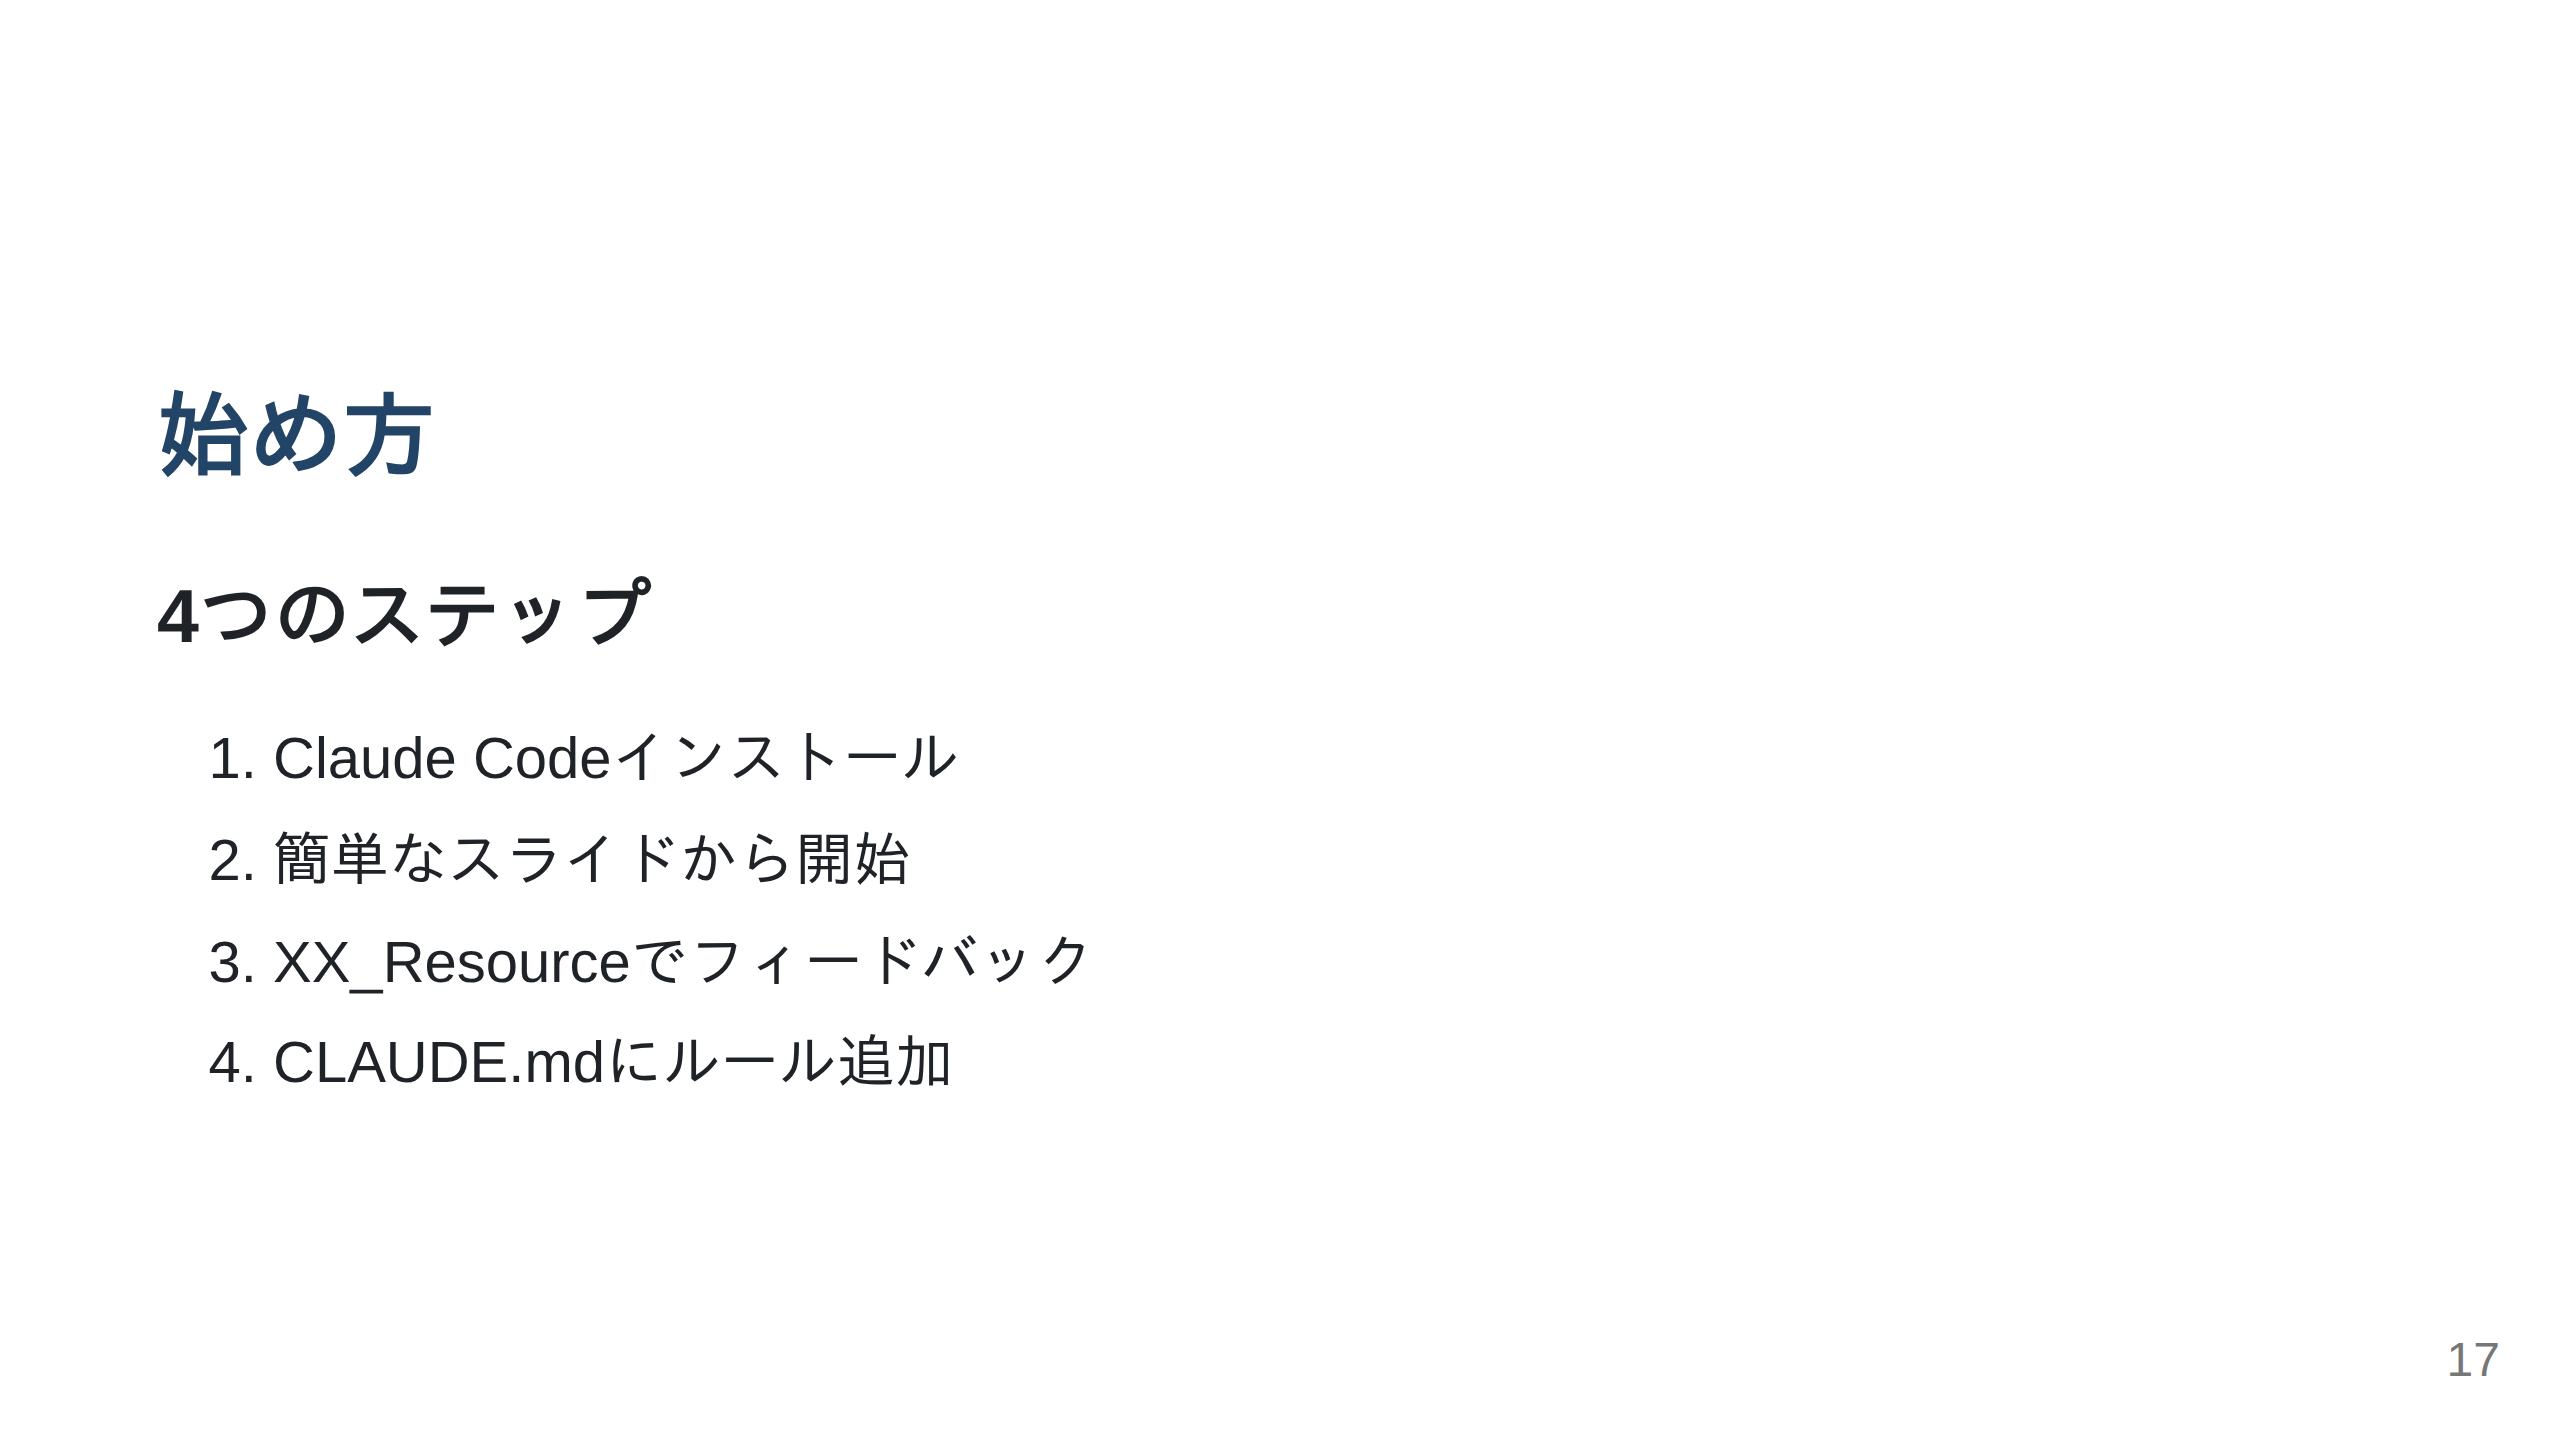 始め方
4つのステップ
1. Claude Codeインストール
2. 簡単なスライドから開始
3. XX_Resourceでフィードバック
4. CLAUDE.mdにルール追加
17